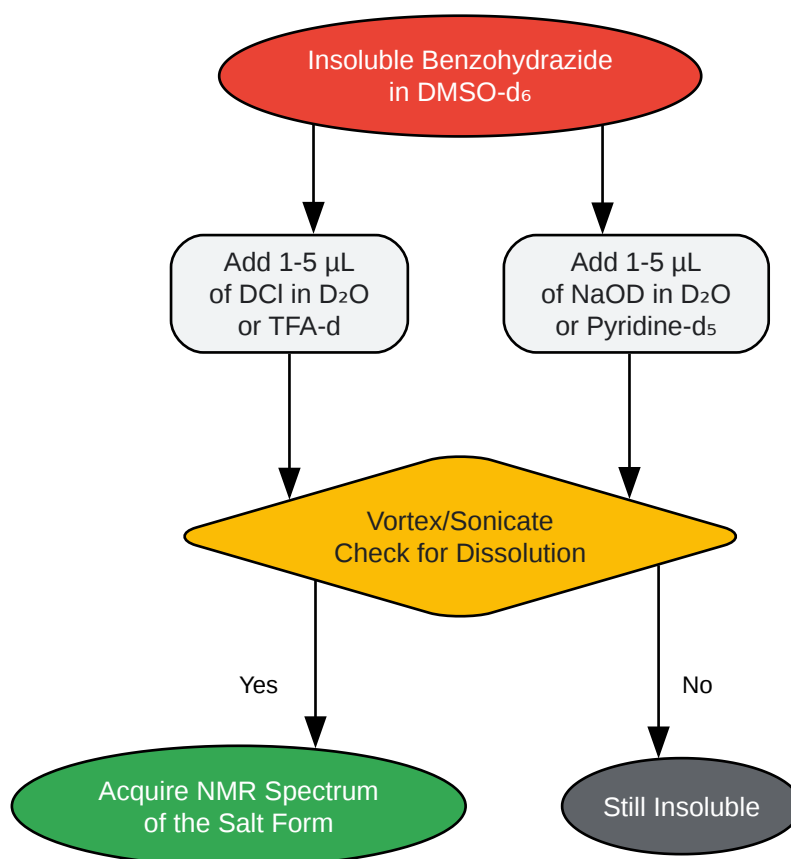 Insoluble Benzohydrazide
in DMSO-d₆
Add 1-5 µL
of DCl in D₂O
or TFA-d
Add 1-5 µL
of NaOD in D₂O
or Pyridine-d₅
Vortex/Sonicate
Check for Dissolution
Yes
No
Acquire NMR Spectrum
of the Salt Form
Still Insoluble